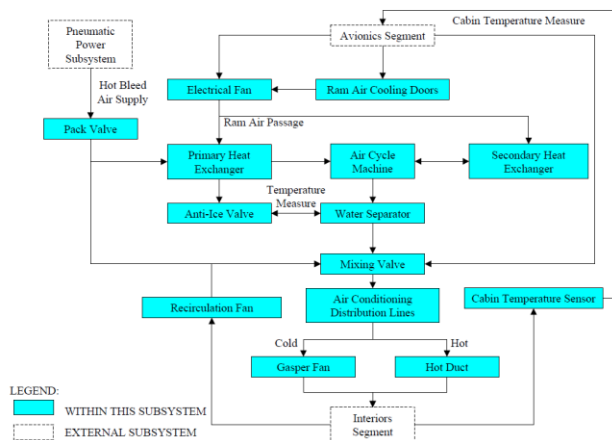 Cabin Temperature Measure
Pneumatic
Power
Subsystem
Avionics Segment
Hot Bleed
Air Supply
Electrical Fan
Ram Air Cooling Doors
Pack Valve
Ram Air Passage
Primary Heat
Exchanger
Air Cycle
Machine
Secondary Heat
Exchanger
Temperature
Measure
Anti-Ice Valve
Water Separator
Mixing Valve
Recirculation Fan
Air Conditioning
Distribution Lines
Cabin Temperature Sensor
Cold
Hot
Gasper Fan
Hot Duct
LEGEND:
WITHIN THIS SUBSYSTEM
EXTERNAL SUBSYSTEM
Interiors
Segment